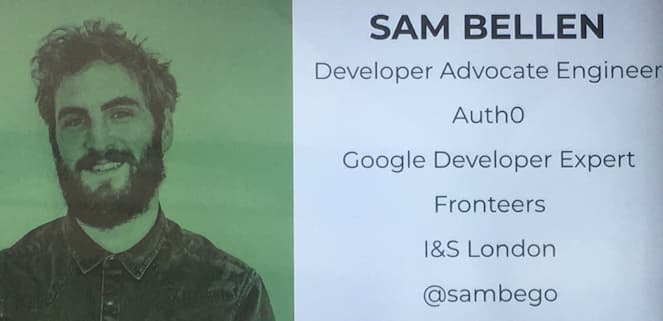 SAM BELLEN
Developer Advocate Engineer
Auth0
Google Developer Expert
Fronteers
I&S London
@sambego